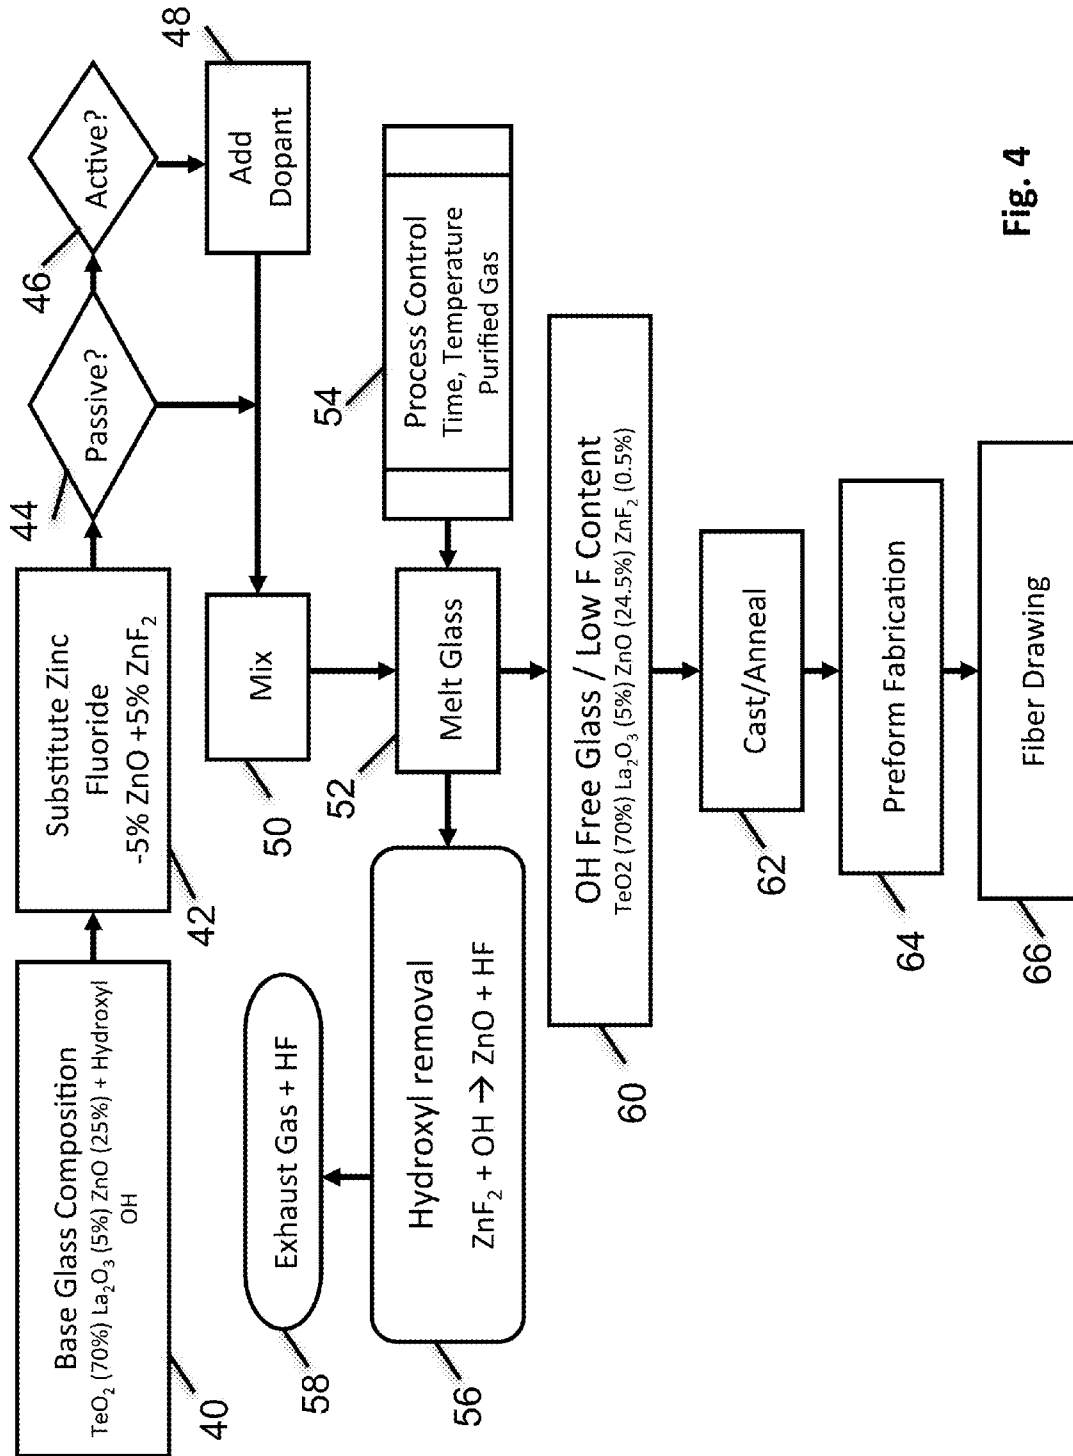 Base Glass Composition
TeO₂ (70%) La₂O₃ (5%) ZnO (25%) + Hydroxyl
OH
40
Substitute Zinc
Fluoride
-5% ZnO +5% ZnF₂
42
Passive?
44
Active?
46
Add
Dopant
48
Mix
50
Melt Glass
52
Process Control
Time, Temperature
Purified Gas
54
Hydroxyl removal
ZnF₂ + OH → ZnO + HF
56
Exhaust Gas + HF
58
OH Free Glass / Low F Content
TeO2 (70%) La₂O₃ (5%) ZnO (24.5%) ZnF₂ (0.5%)
60
Cast/Anneal
62
Preform Fabrication
64
Fiber Drawing
66
Fig. 4